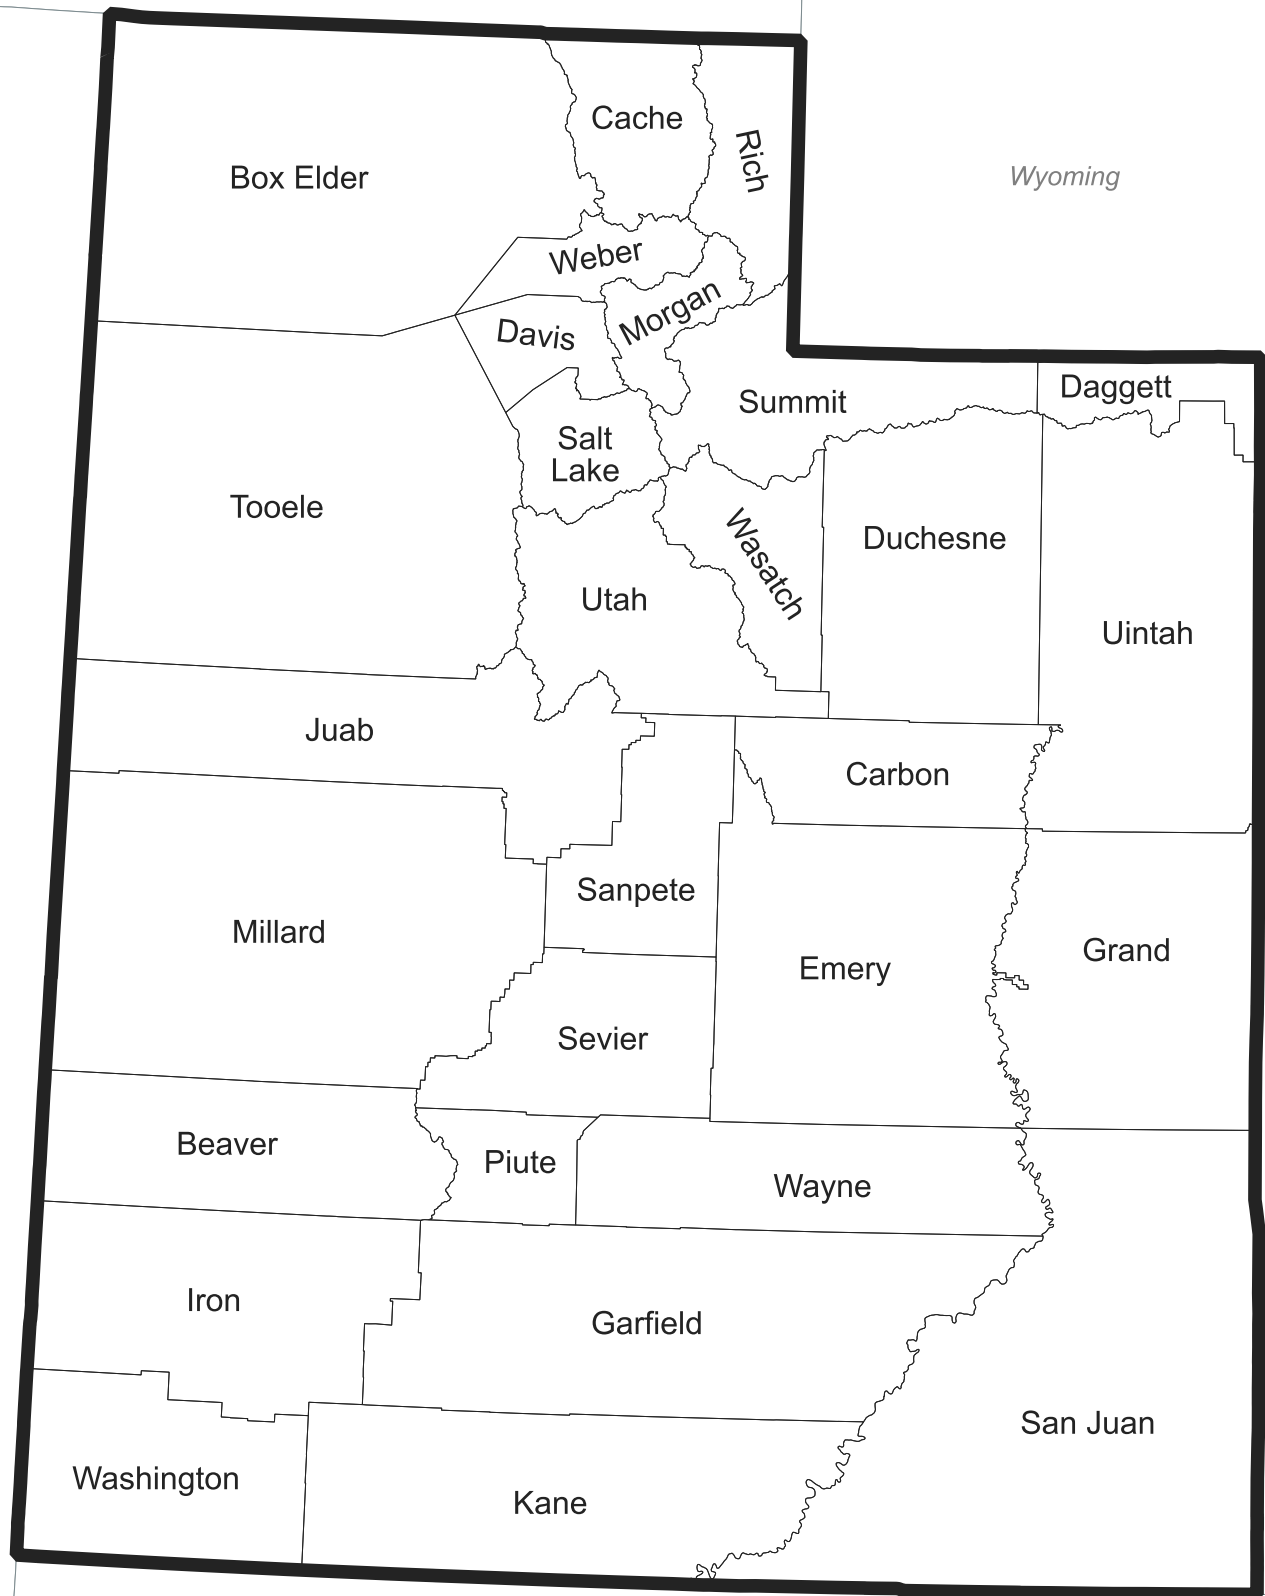 Cache
Rich
Box Elder
Wyoming
Weber
Morgan
Davis
Daggett
Summit
Salt
Lake
Tooele
Duchesne
Wasatch
Utah
Uintah
Juab
Carbon
Sanpete
Millard
Grand
Emery
Sevier
Beaver
Piute
Wayne
Iron
Garfield
San Juan
Washington
Kane